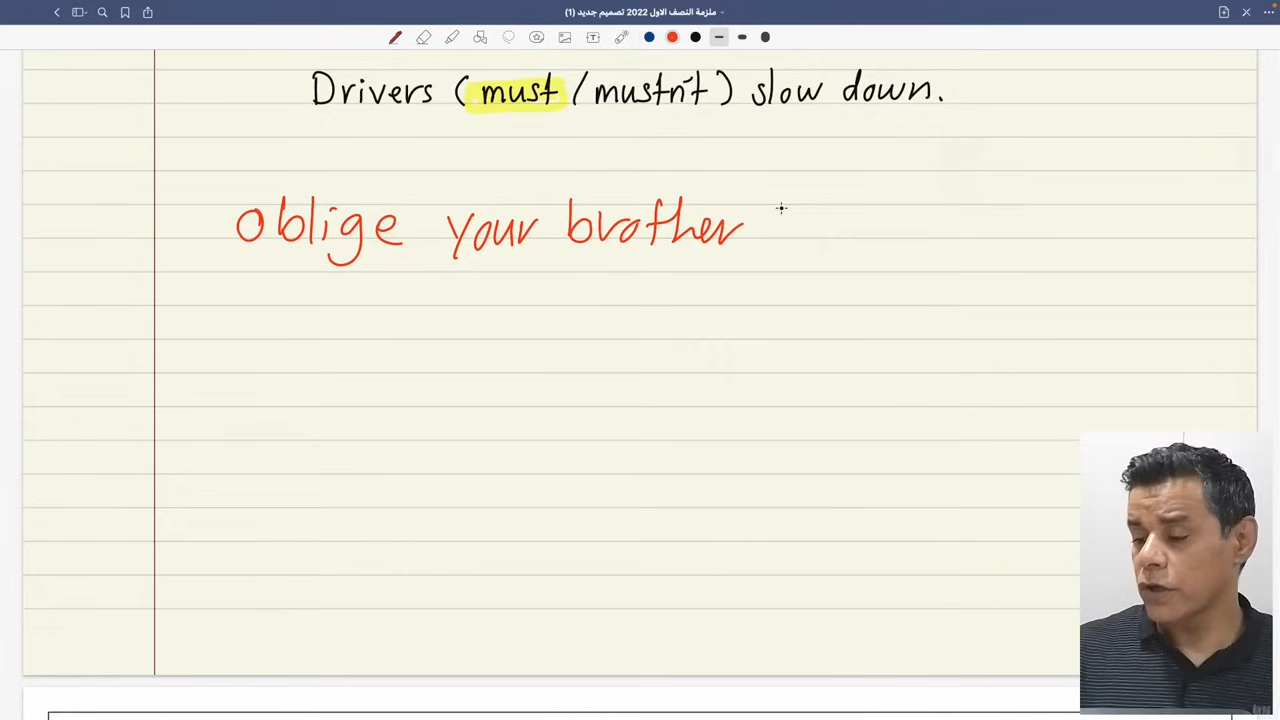 ملزمة النصف الاول 2022 تصميم جديد (1)
Drivers (must / mustn't) slow down.
Oblige your brother